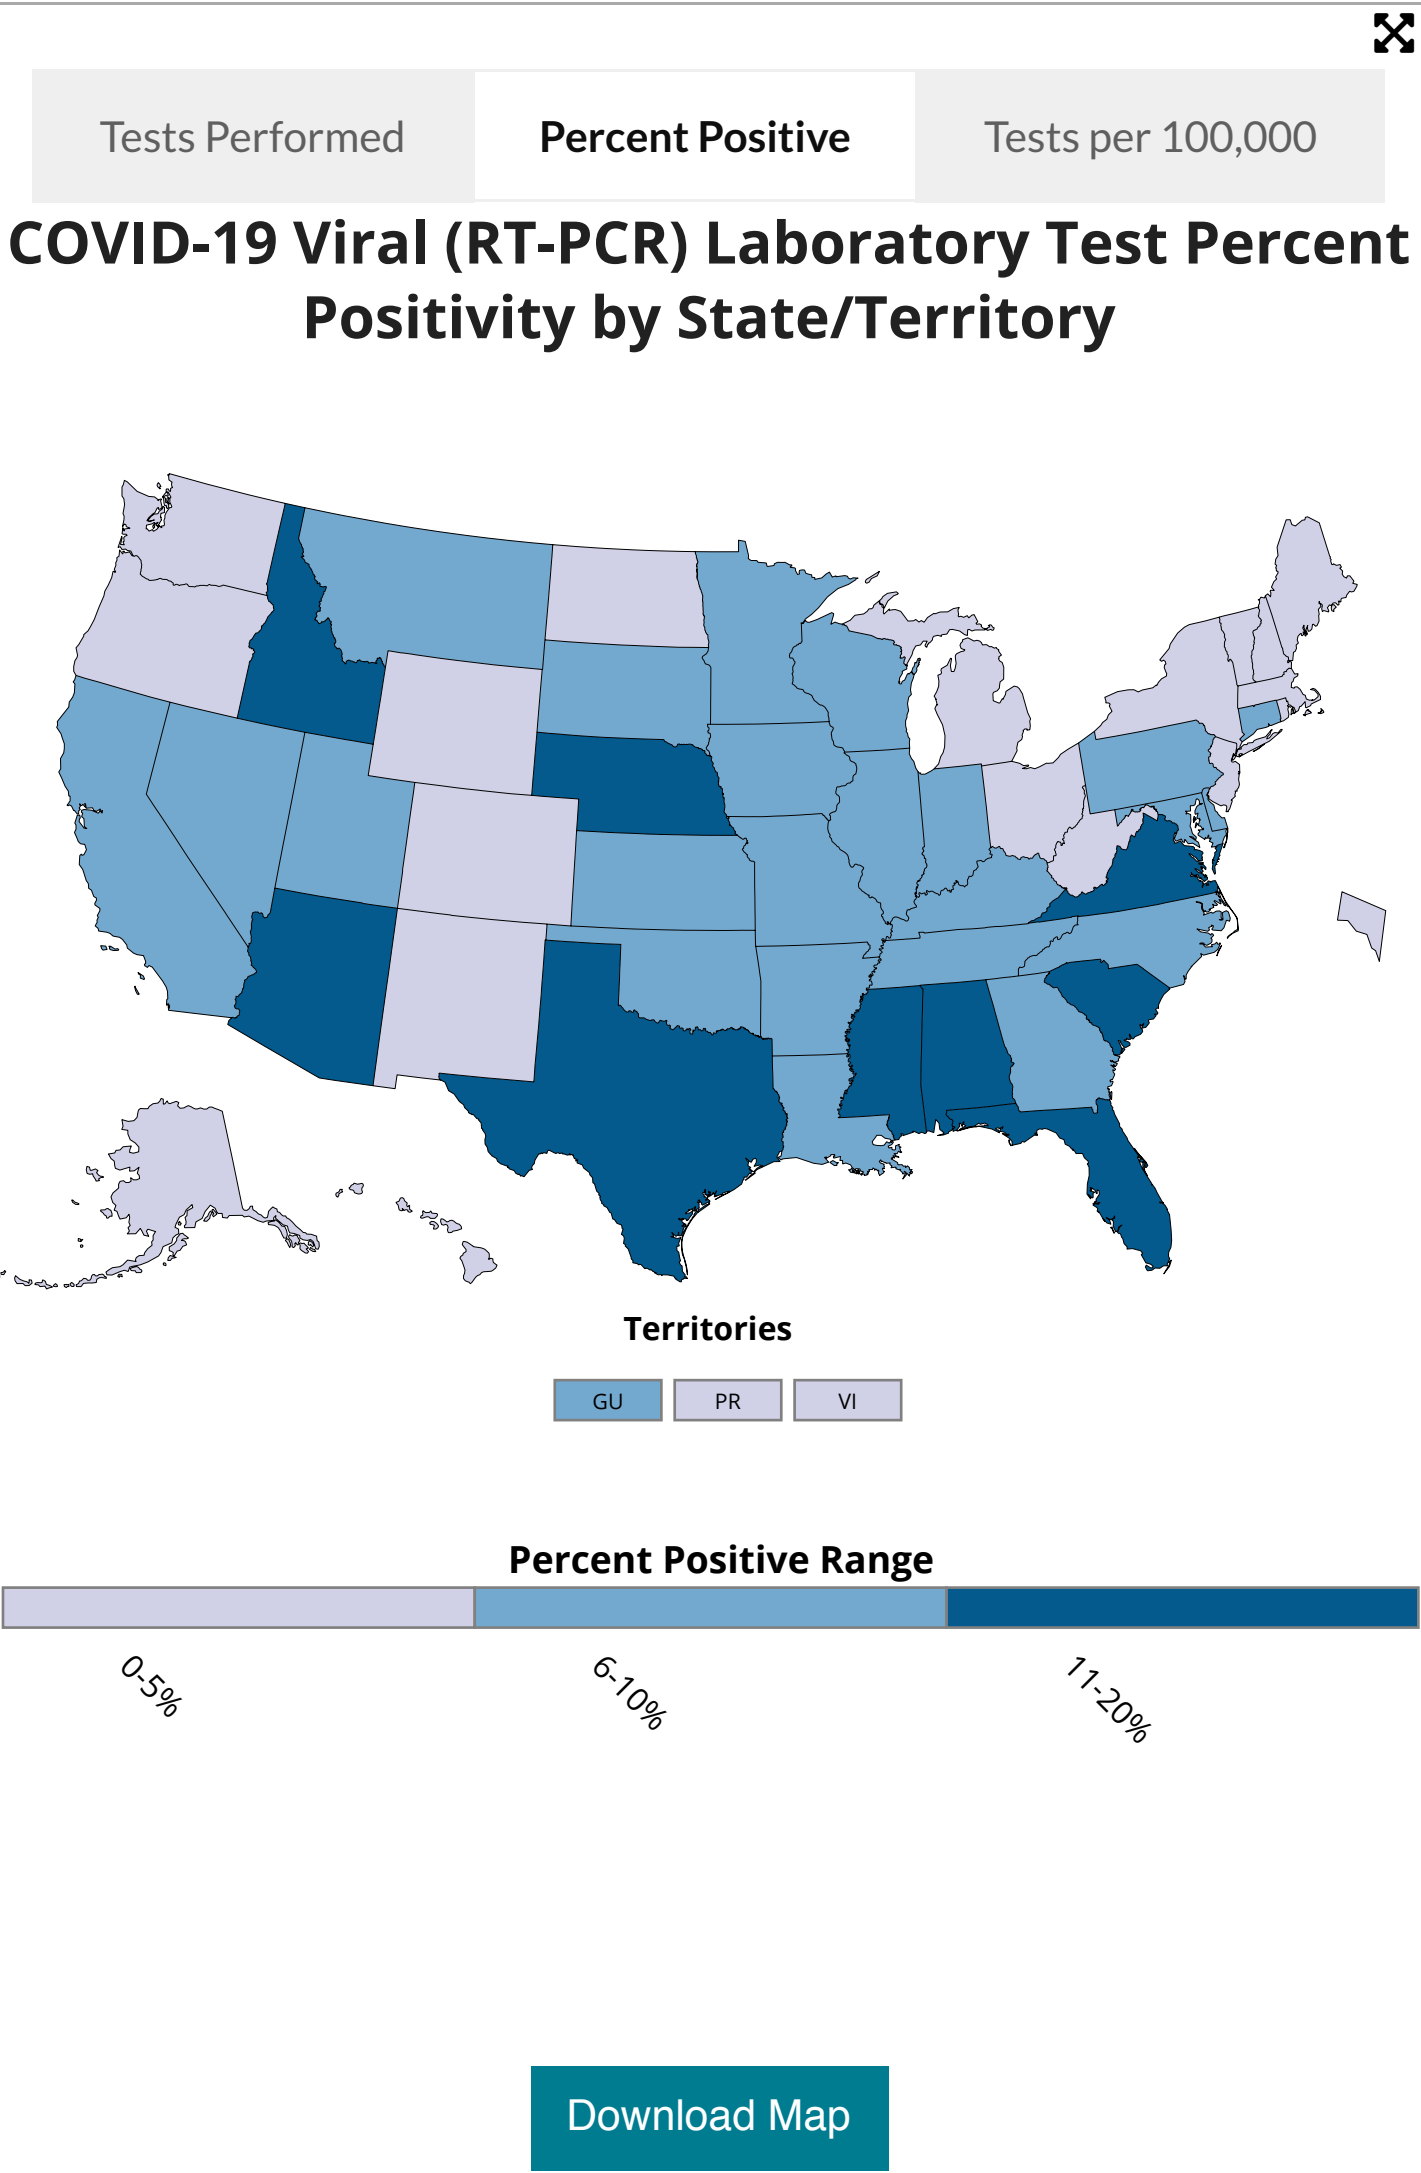 Tests Performed
Percent Positive
Tests per 100,000
COVID-19 Viral (RT-PCR) Laboratory Test Percent
Positivity by State/Territory
Territories
GU
PR
VI
Percent Positive Range
0-5%
6-10%
11-20%
Download Map